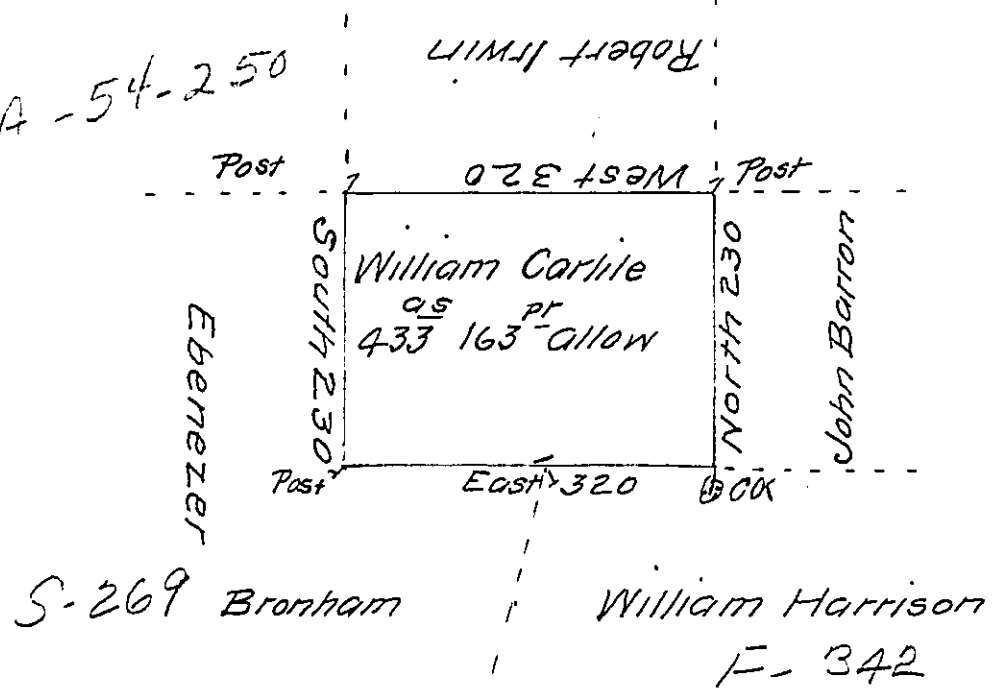 Robert Irwin
A-54-250
Post
West 320
Post
South 230
William Carlile
as pr
433 163 allow
North 230
John Barron
Ebenezer
Post
East 320
S-269 Bronham
William Harrison
F-342